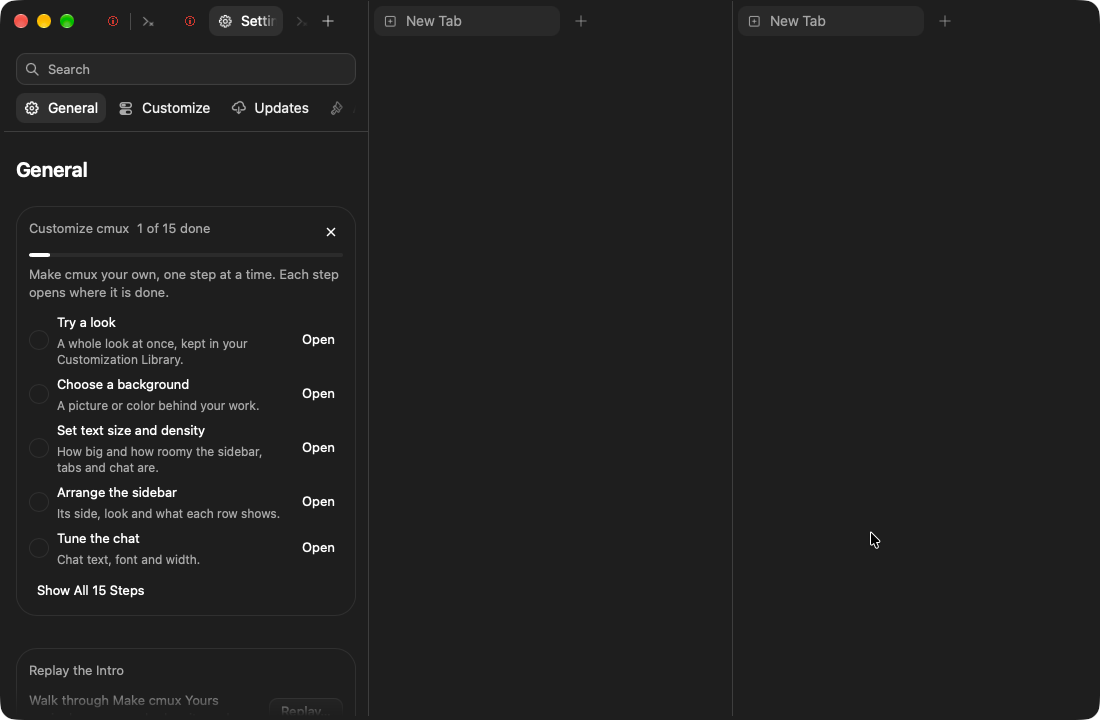 Settin
New Tab
New Tab
Search
General
Customize
Updates
General
Customize cmux 1 of 15 done
Make cmux your own, one step at a time. Each step
opens where it is done.
Try a look
A whole look at once, kept in your
Customization Library.
Open
Choose a background
A picture or color behind your work.
Open
Set text size and density
How big and how roomy the sidebar,
tabs and chat are.
Open
Arrange the sidebar
Its side, look and what each row shows.
Open
Tune the chat
Chat text, font and width.
Open
Show All 15 Steps
Replay the Intro
Walk through Make cmux Yours
Replay...